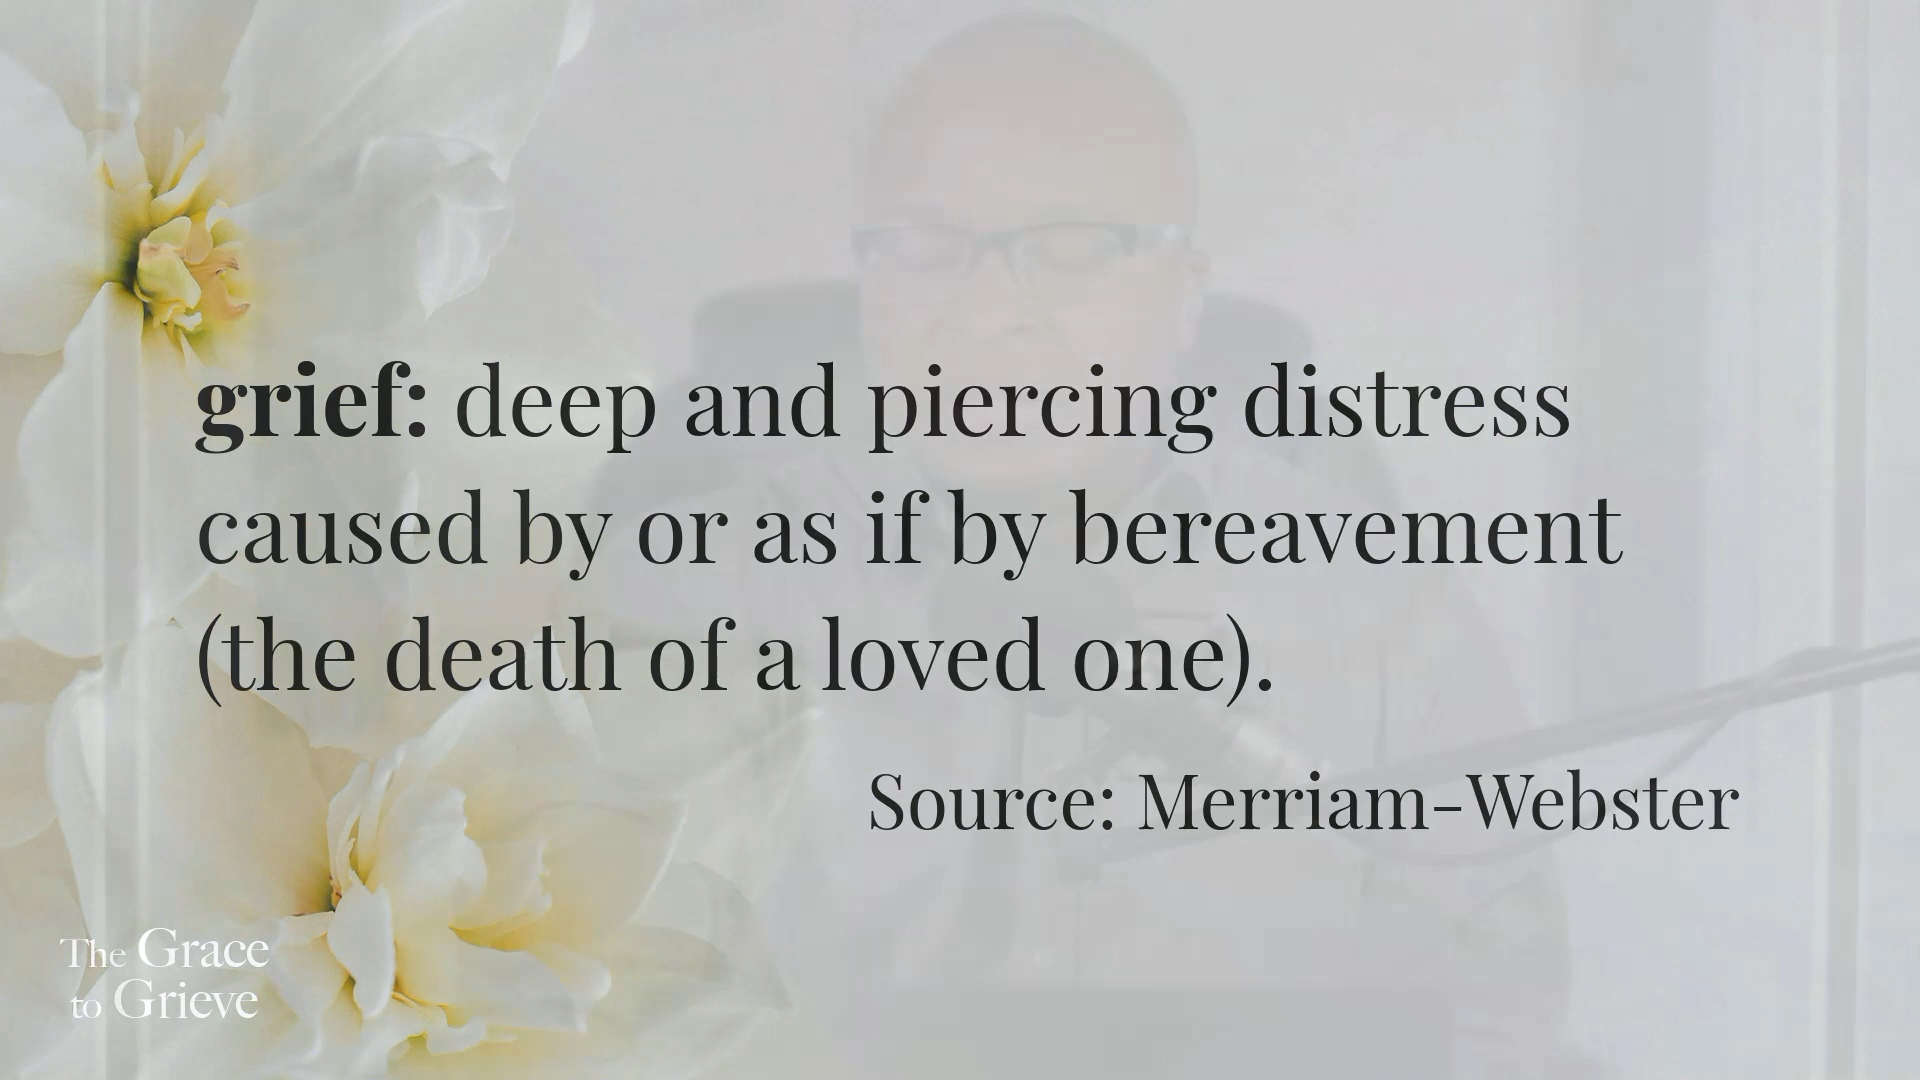 grief: deep and piercing distress
caused by or as if by bereavement
(the death of a loved one).
Source: Merriam-Webster
The Grace
to Grieve